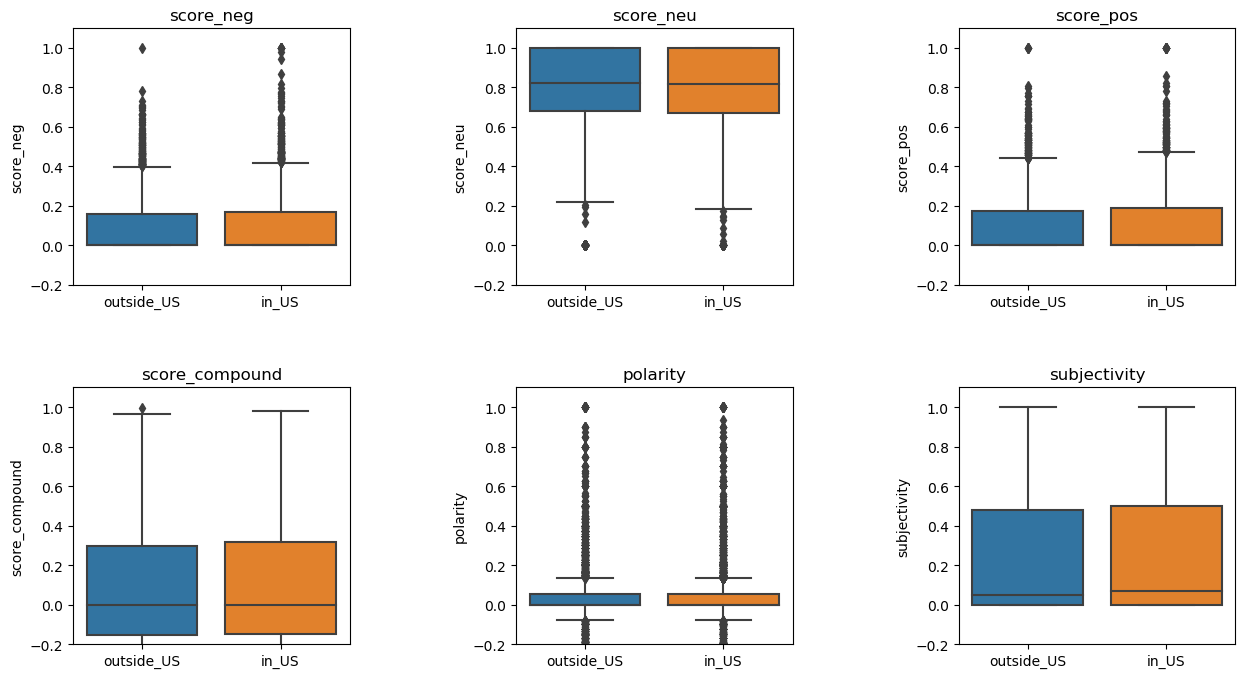 score_neg
score_neu
score_pos
score_neg
1.0
0.8
0.6
0.4
0.2
0.0
−0.2
outside_US
in_US
score_neu
1.0
0.8
0.6
0.4
0.2
0.0
−0.2
outside_US
in_US
score_pos
1.0
0.8
0.6
0.4
0.2
0.0
−0.2
outside_US
in_US
score_compound
polarity
subjectivity
score_compound
1.0
0.8
0.6
0.4
0.2
0.0
−0.2
outside_US
in_US
polarity
1.0
0.8
0.6
0.4
0.2
0.0
−0.2
outside_US
in_US
subjectivity
1.0
0.8
0.6
0.4
0.2
0.0
−0.2
outside_US
in_US